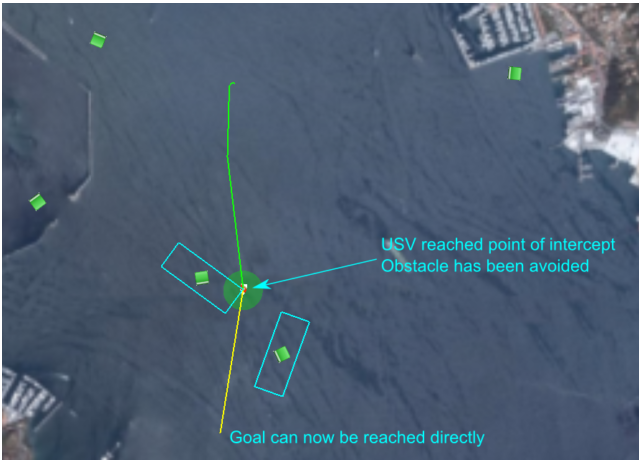 USV reached point of intercept
Obstacle has been avoided
Goal can now be reached directly